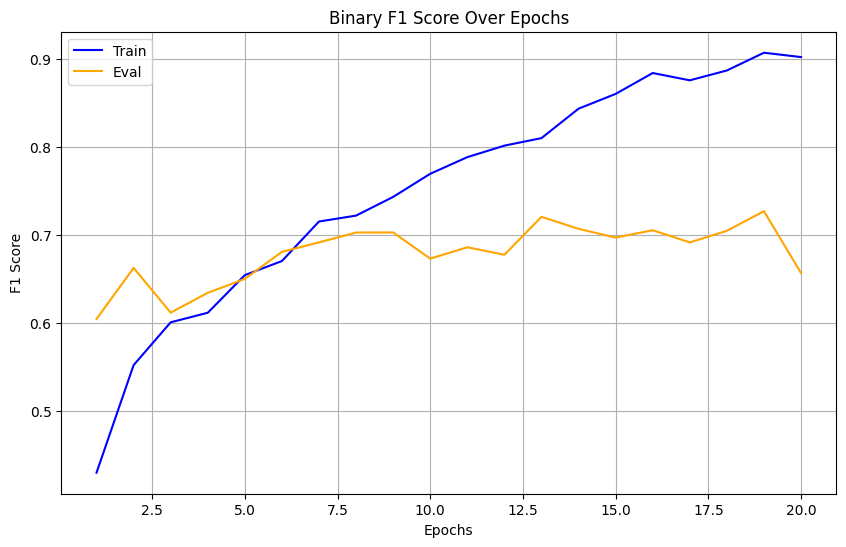 Binary F1 Score Over Epochs
Train
Eval
0.9
0.8
0.7
0.6
0.5
F1 Score
2.5 5.0 7.5 10.0 12.5 15.0 17.5 20.0
Epochs